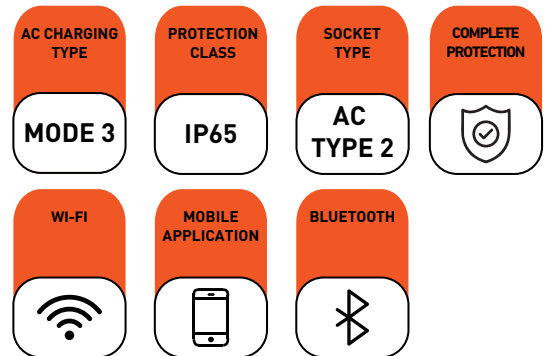 AC CHARGING
TYPE
MODE 3
PROTECTION
CLASS
IP65
SOCKET
TYPE
AC
TYPE 2
COMPLETE
PROTECTION
WI-FI
MOBILE
APPLICATION
BLUETOOTH